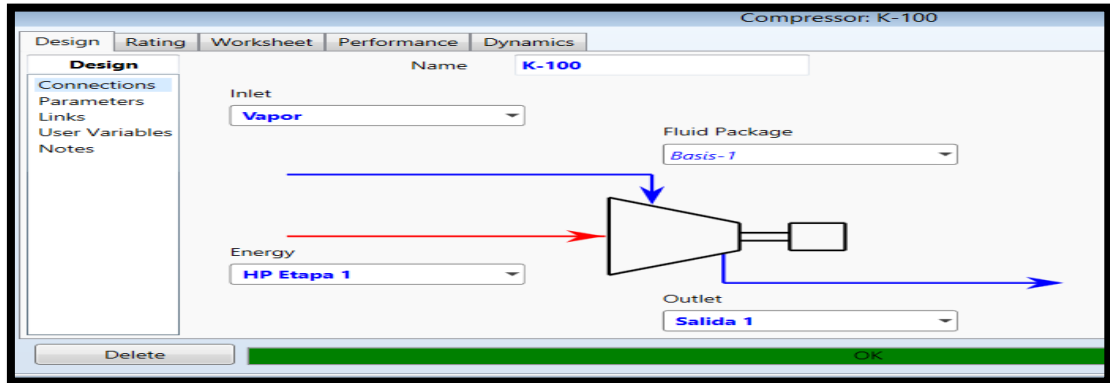 Compressor: K-100
Design Rating Worksheet Performance Dynamics
Design
Connections
Parameters
Links
User Variables
Notes
Name K-100
Inlet
Vapor
Fluid Package
Basis-1
Energy
HP Etapa 1
Outlet
Salida 1
Delete OK